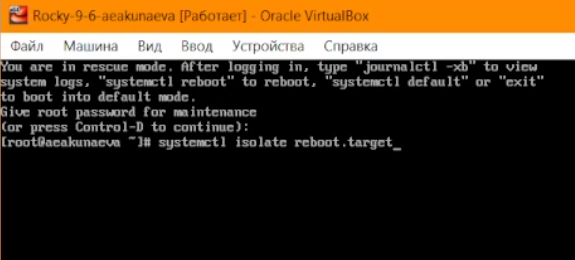 Rocky-9-6-aeakunaeva [Работает] - Oracle VirtualBox
Файл Машина Вид Ввод Устройства Справка
You are in rescue mode. After logging in, type "journalctl -xb" to view
system logs, "systemctl reboot" to reboot, "systemctl default" or "exit"
to boot into default mode.
Give root password for maintenance
(or press Control-D to continue):
[root@aeakunaeva ~]# systemctl isolate reboot.target_